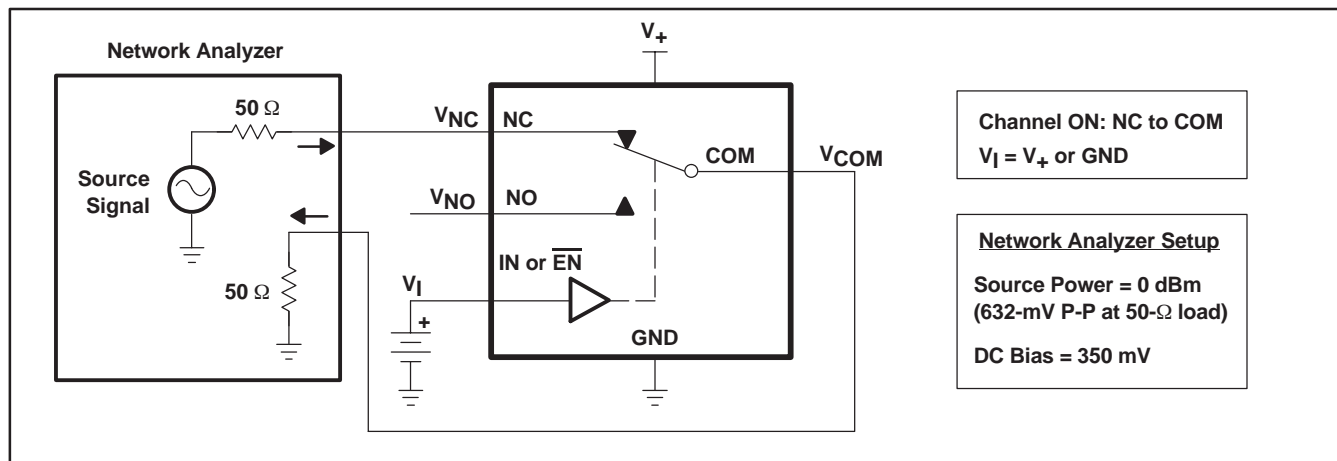 Network Analyzer
50 Ω
Source
Signal
50 Ω
V+
VNC
NC
COM
VCOM
VNO
NO
IN or E̅N̅
VI
+
GND
Channel ON: NC to COM
VI = V+ or GND
Network Analyzer Setup
Source Power = 0 dBm
(632-mV P-P at 50-Ω load)
DC Bias = 350 mV